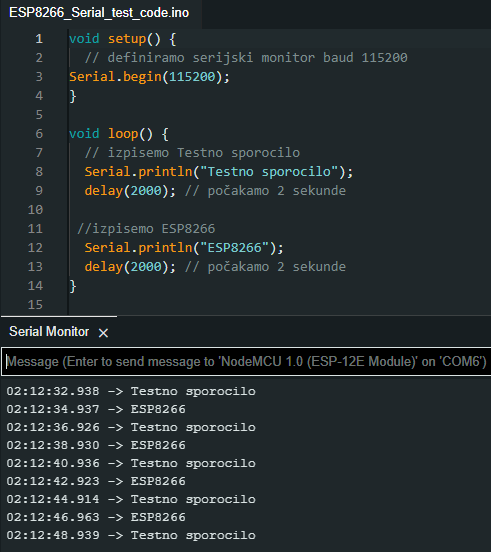 ESP8266_Serial_test_code.ino
1 void setup() {
2 // definiramo serijski monitor baud 115200
3 Serial.begin(115200);
4 }
5
6 void loop() {
7 // izpisemo Testno sporocilo
8 Serial.println("Testno sporocilo");
9 delay(2000); // počakamo 2 sekunde
10
11 //izpisemo ESP8266
12 Serial.println("ESP8266");
13 delay(2000); // počakamo 2 sekunde
14 }
15
Serial Monitor ×
Message (Enter to send message to 'NodeMCU 1.0 (ESP-12E Module)' on 'COM6')
02:12:32.938 -> Testno sporocilo
02:12:34.937 -> ESP8266
02:12:36.926 -> Testno sporocilo
02:12:38.930 -> ESP8266
02:12:40.936 -> Testno sporocilo
02:12:42.923 -> ESP8266
02:12:44.914 -> Testno sporocilo
02:12:46.963 -> ESP8266
02:12:48.939 -> Testno sporocilo